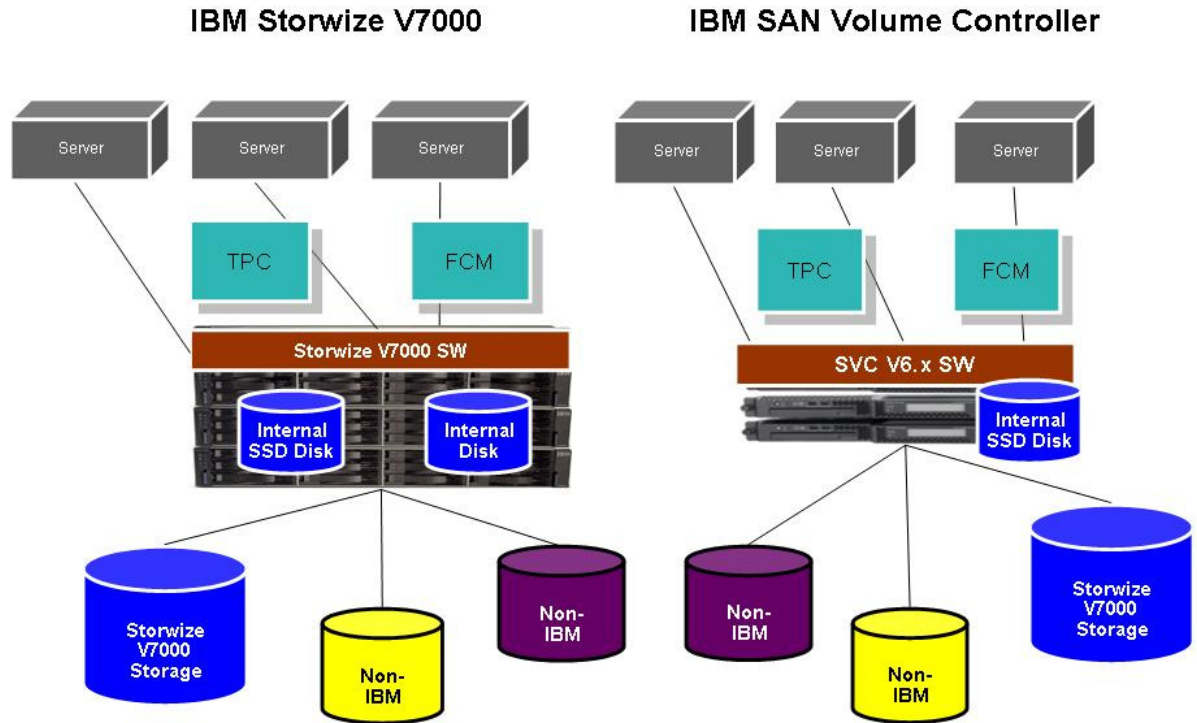 IBM Storwize V7000
IBM SAN Volume Controller
Server
Server
Server
Server
Server
Server
TPC
FCM
TPC
FCM
Storwize V7000 SW
SVC V6.x SW
Internal
SSD Disk
Internal
Disk
Internal
SSD Disk
Storwize
V7000
Storage
Non-
IBM
Non-
IBM
Non-
IBM
Non-
IBM
Storwize
V7000
Storage